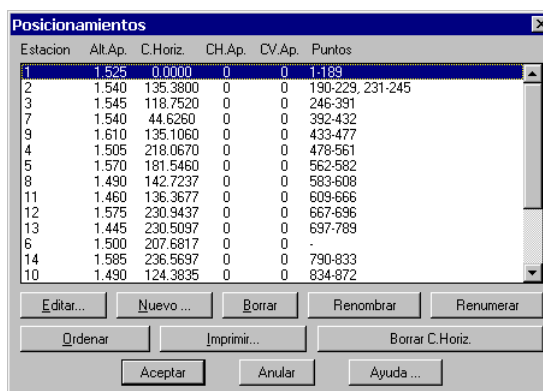 Posicionamientos
Estacion Alt.Ap. C.Horiz. CH.Ap. CV.Ap. Puntos
1 1.525 0.0000 0 0 1-189
2 1.540 135.3800 0 0 190-229, 231-245
3 1.545 118.7520 0 0 246-391
7 1.540 44.6260 0 0 392-432
9 1.610 135.1060 0 0 433-477
4 1.505 218.0670 0 0 478-561
5 1.570 181.5460 0 0 562-582
8 1.490 142.7237 0 0 583-608
11 1.460 136.3677 0 0 609-666
12 1.575 230.9437 0 0 667-696
13 1.445 230.5097 0 0 697-789
6 1.500 207.6817 0 0 -
14 1.585 236.5697 0 0 790-833
10 1.490 124.3835 0 0 834-872
Editar... Nuevo ... Borrar Renombrar Renumerar
Ordenar Imprimir... Borrar C.Horiz.
Aceptar Anular Ayuda ...